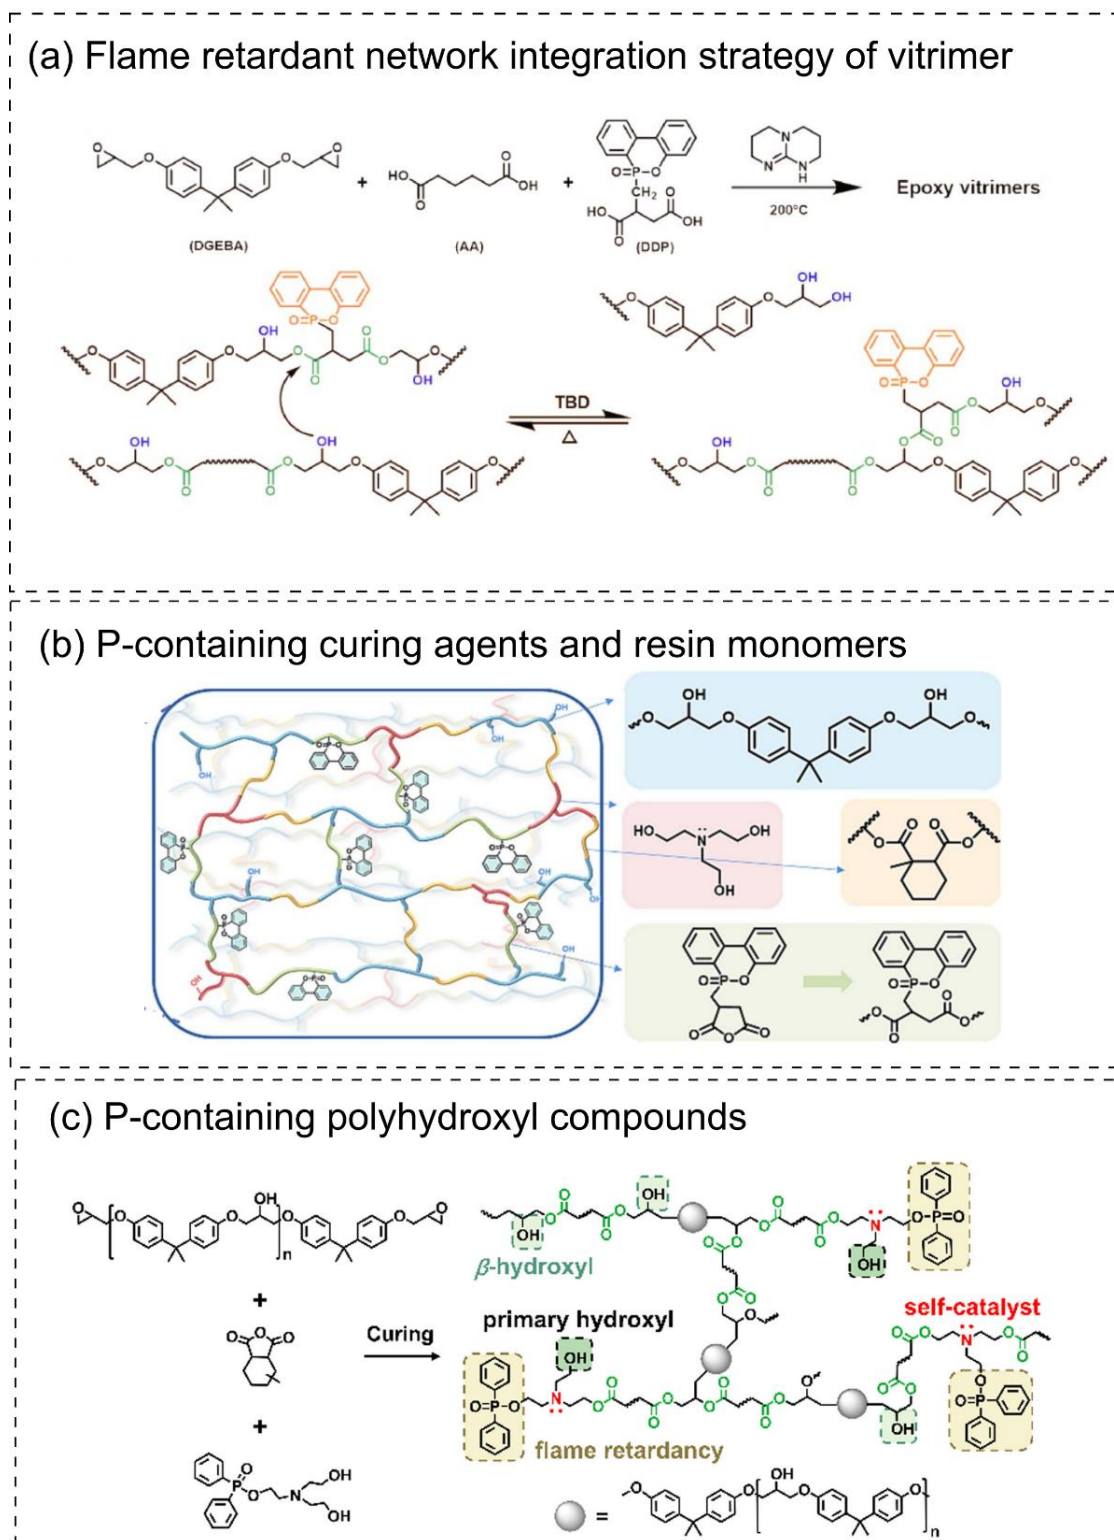 (a) Flame retardant network integration strategy of vitrimer
(DGEBA)
+
(AA)
+
(DDP)
200°C
Epoxy vitrimers
TBD
△
(b) P-containing curing agents and resin monomers
(c) P-containing polyhydroxyl compounds
+
+
Curing
β-hydroxyl
primary hydroxyl
self-catalyst
flame retardancy
n
=
n